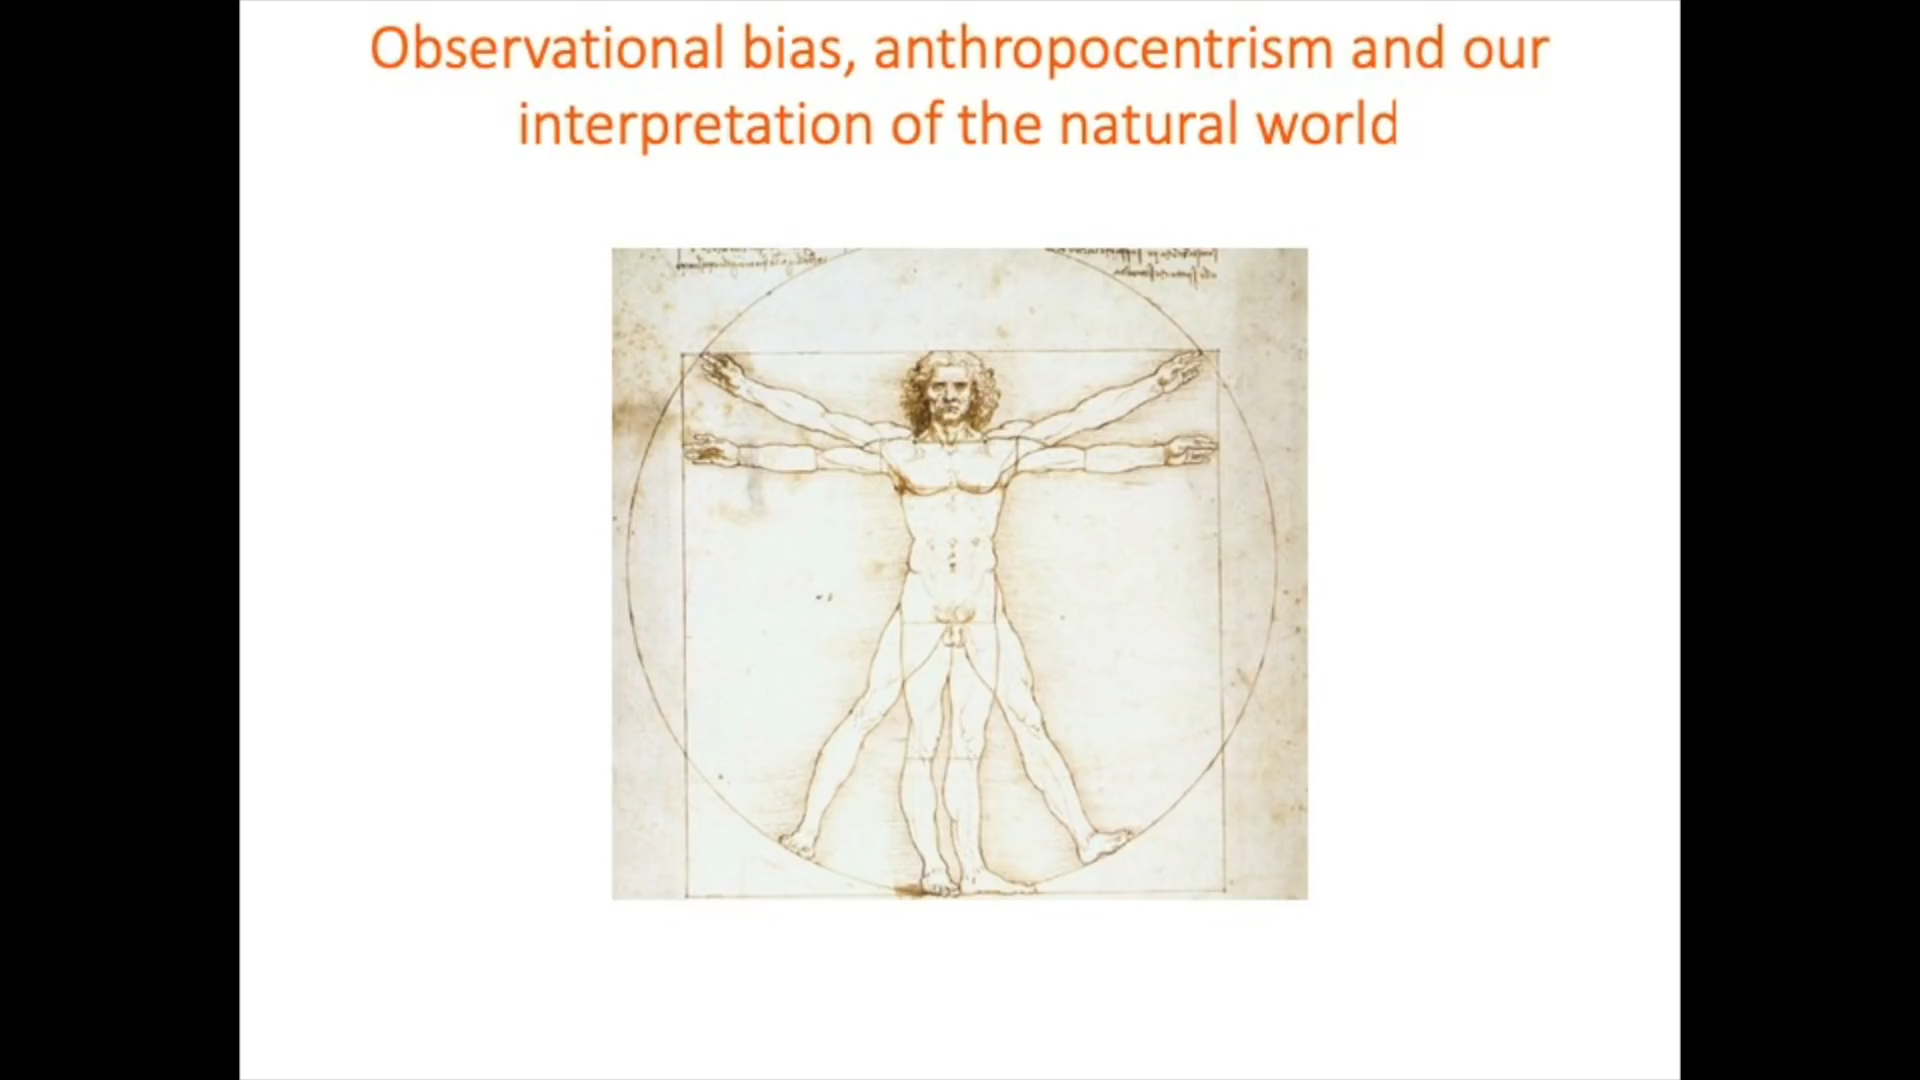 Observational bias, anthropocentrism and our
interpretation of the natural world